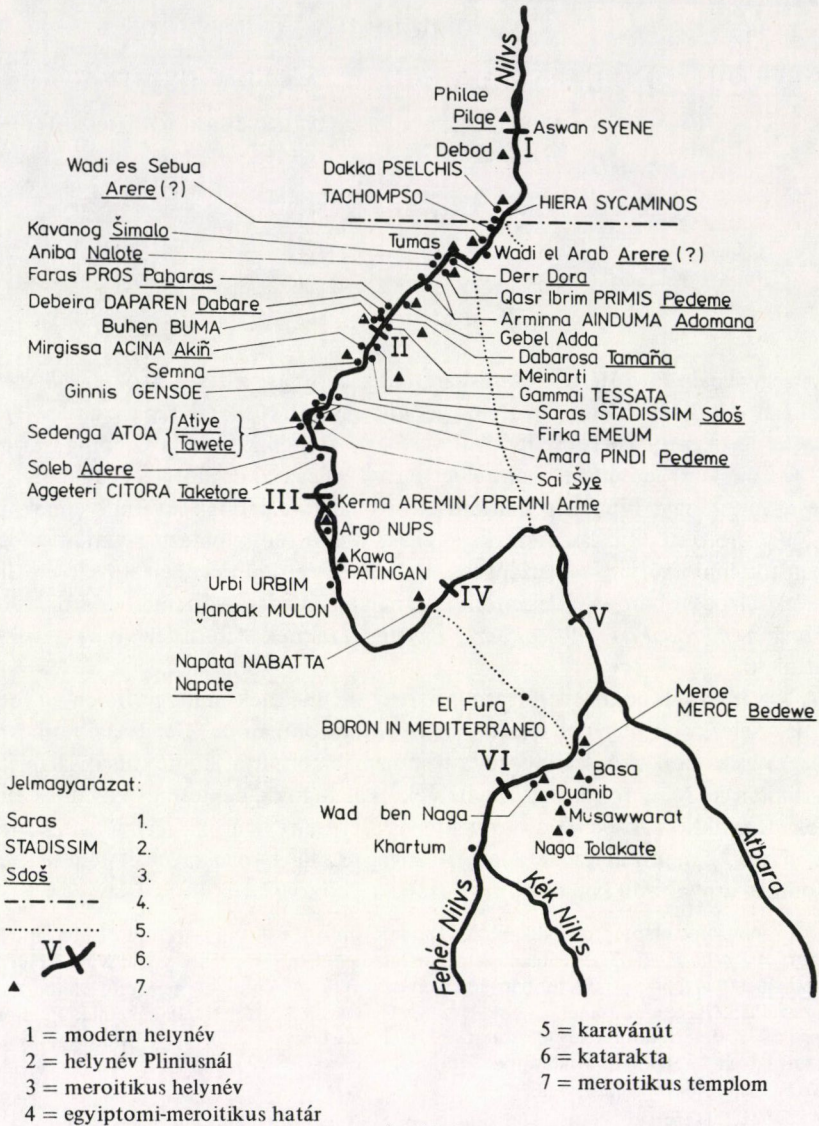 Nilvs
Philae
Pilqe
Aswan SYENE
I
Debod
Dakka PSELCHIS
Wadi es Sebua
Arere (?)
TACHOMPSO
HIERA SYCAMINOS
Kavanog Šimalo
Tumas
Wadi el Arab Arere (?)
Aniba Nalote
Derr Dora
Faras PROS Paḫaras
Qasr Ibrim PRIMIS Pedeme
Debeira DAPAREN Dabare
Arminna AINDUMA Adomana
Buhen BUMA
Gebel Adda
II
Dabarosa Tamaña
Mirgissa ACINA Akiñ
Meinarti
Semna
Gammai TESSATA
Ginnis GENSOE
Saras STADISSIM Sdoš
Firka EMEUM
Sedenga ATOA {Atiye
Tawete}
Amara PINDI Pedeme
Soleb Adere
Sai Šye
Aggeteri CITORA Taketore
III
Kerma AREMIN/PREMNI Arme
Argo NUPS
Kawa
PATINGAN
Urbi URBIM
IV
V
Ḫandak MULON
Napata NABATTA
Napate
El Fura
BORON IN MEDITERRANEO
Meroe
MEROE Bedewe
VI
Basa
Duanib
Wad ben Naga
Musawwarat
Khartum
Naga Tolakate
Atbara
Kék Nilvs
Fehér Nilvs
Jelmagyarázat:
Saras 1.
STADISSIM 2.
Sdoš 3.
4.
5.
V 6.
7.
1 = modern helynév
2 = helynév Pliniusnál
3 = meroitikus helynév
4 = egyiptomi-meroitikus határ
5 = karavánút
6 = katarakta
7 = meroitikus templom